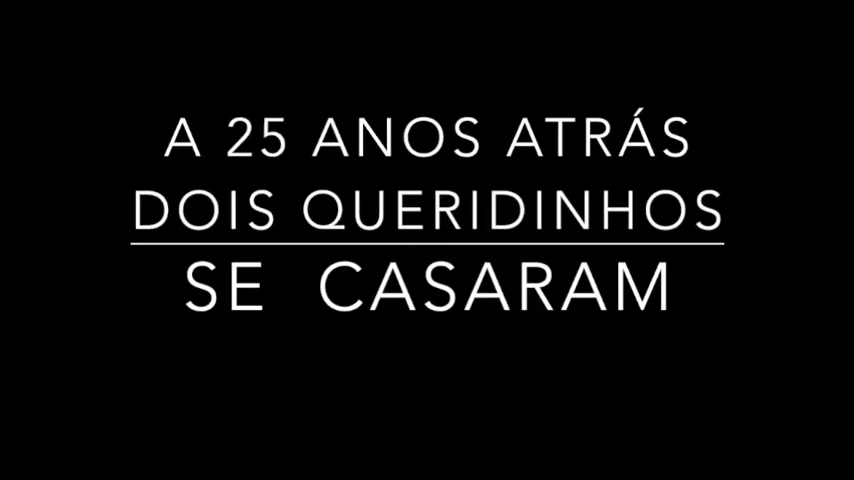 A 25 ANOS ATRÁS
DOIS QUERIDINHOS
SE CASARAM